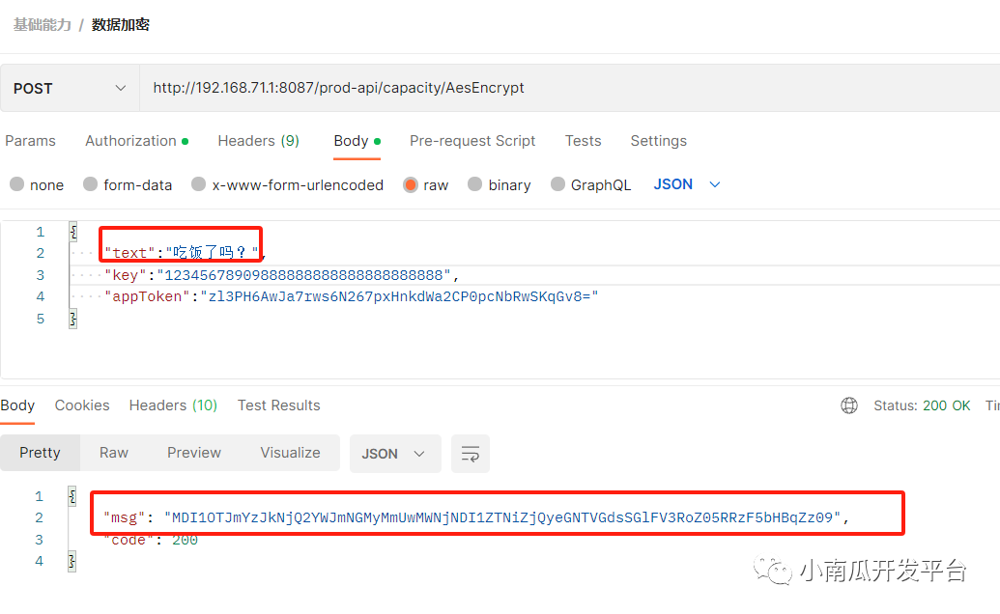 基础能力 / 数据加密
POST http://192.168.71.1:8087/prod-api/capacity/AesEncrypt
Params Authorization Headers (9) Body Pre-request Script Tests Settings
none form-data x-www-form-urlencoded raw binary GraphQL JSON
1 {
2 "text":"吃饭了吗？",
3 "key":"12345678909888888888888888888888",
4 "appToken":"zl3PH6AwJa7rws6N267pxHnkdWa2CP0pcNbRwSKqGv8="
5 }
Body Cookies Headers (10) Test Results Status: 200 OK Tir
Pretty Raw Preview Visualize JSON
1 {
2 "msg": "MDI1OTJmYzJkNjQ2YWJmNGMyMmUwMWNjNDI1ZTNiZjQyeGNTVGdsSGlFV3RoZ05RRzF5bHBqZz09",
3 "code": 200
4 }
小南瓜开发平台